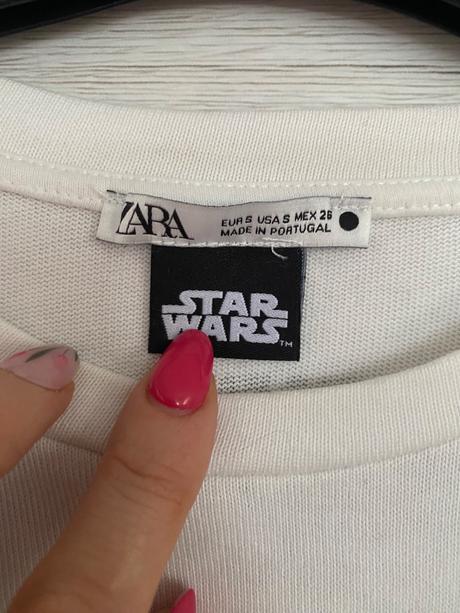 ZARA
EUR S USA S MEX 26
MADE IN PORTUGAL
STAR
WARS
TM